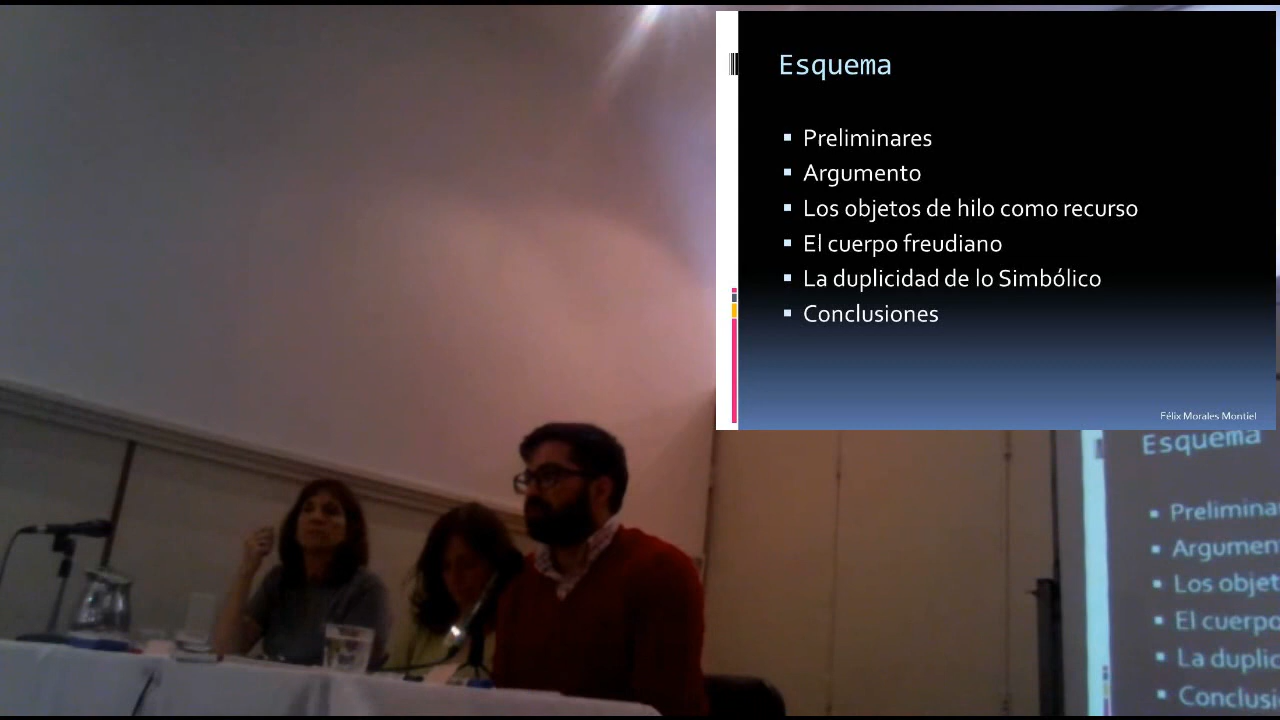 Esquema
Preliminares
Argumento
Los objetos de hilo como recurso
El cuerpo freudiano
La duplicidad de lo Simbólico
Conclusiones
Félix Morales Montiel
Esquema
Prelimina
Argumen
Los objet
El cuerpo
La duplic
Conclusi